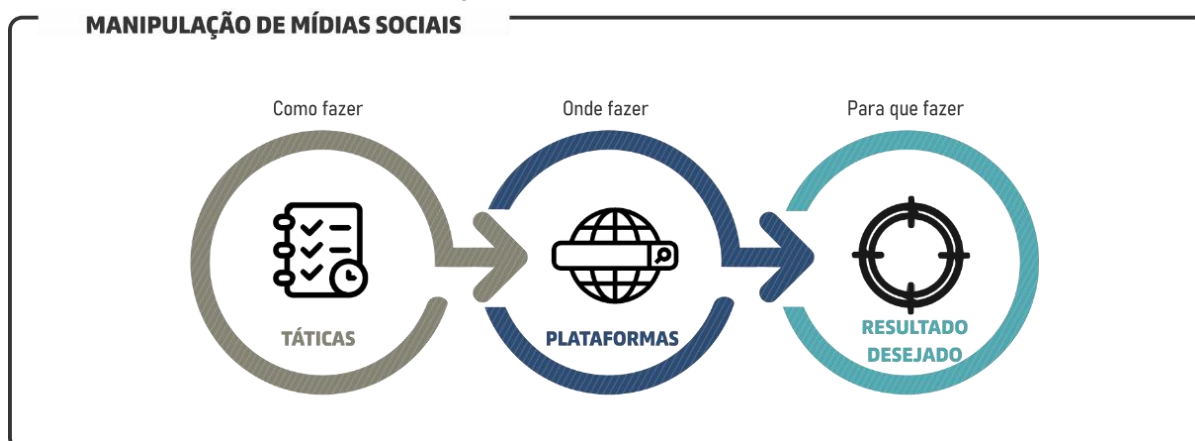 MANIPULAÇÃO DE MÍDIAS SOCIAIS
Como fazer
Onde fazer
Para que fazer
TÁTICAS
PLATAFORMAS
RESULTADO
DESEJADO